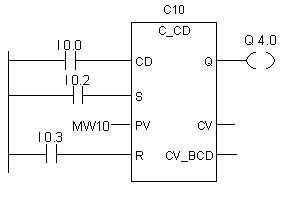 C10
C_CD
I 0.0
Q 4.0
CD
Q
I 0.2
S
MW10
PV
CV
I 0.3
R
CV_BCD